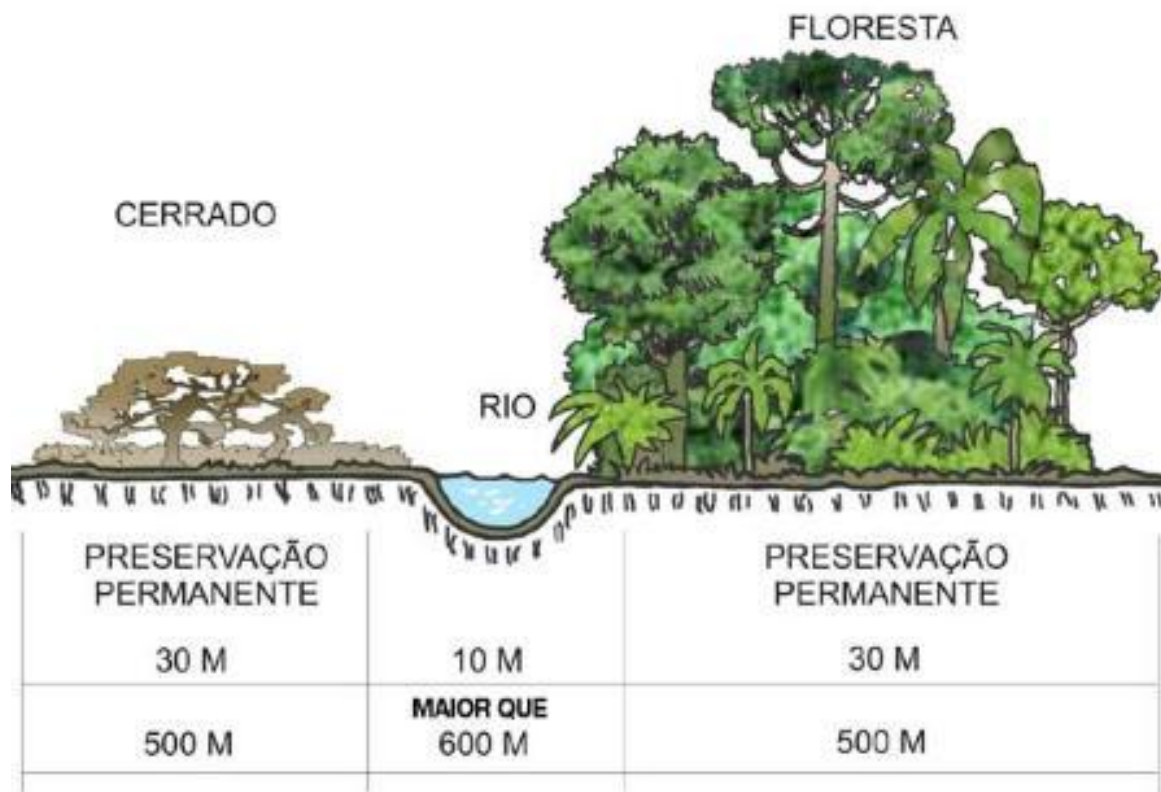 FLORESTA
CERRADO
RIO
PRESERVAÇÃO
PERMANENTE
PRESERVAÇÃO
PERMANENTE
30 M
10 M
30 M
500 M
MAIOR QUE
600 M
500 M